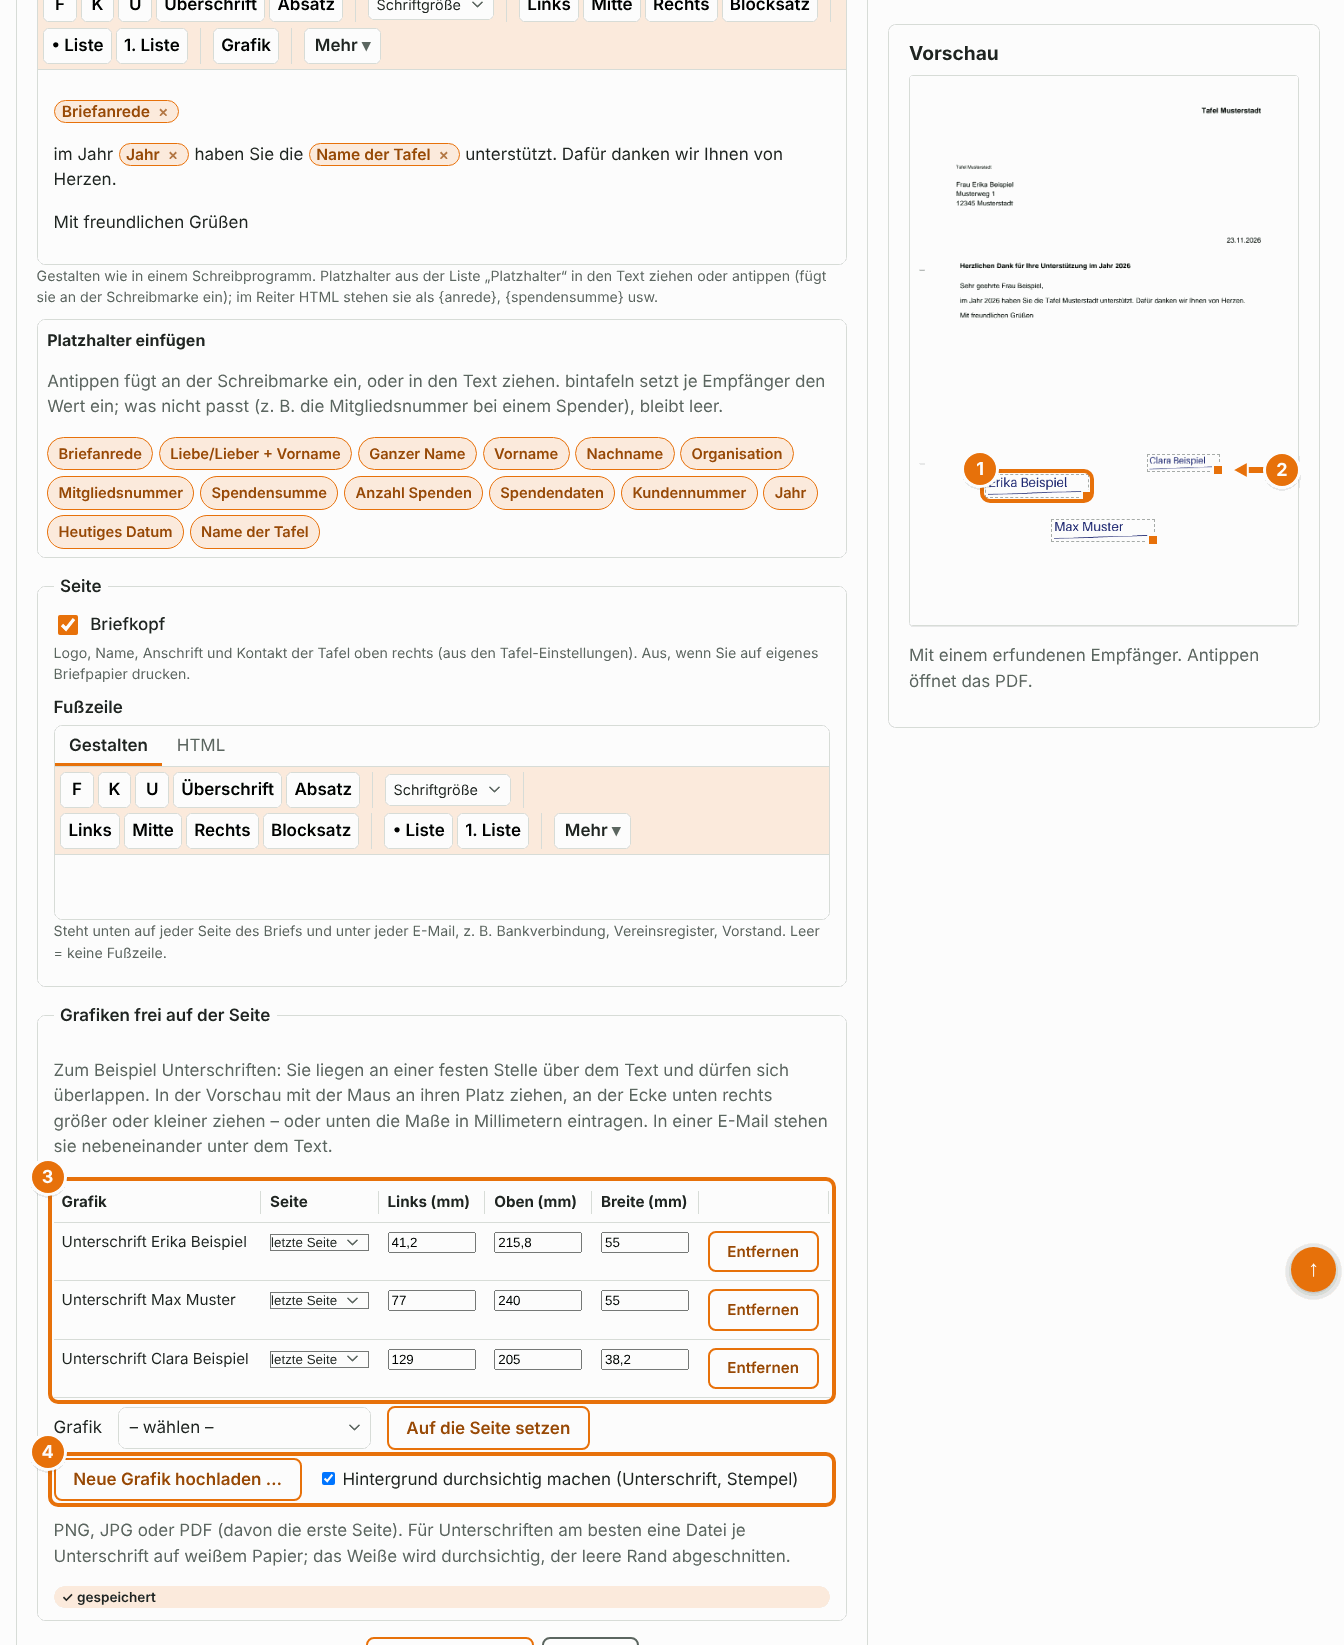 F K U Überschrift Absatz Schriftgröße Links Mitte Rechts Blocksatz
• Liste 1. Liste Grafik Mehr ▾
Briefanrede ×
im Jahr Jahr × haben Sie die Name der Tafel × unterstützt. Dafür danken wir Ihnen von
Herzen.
Mit freundlichen Grüßen
Gestalten wie in einem Schreibprogramm. Platzhalter aus der Liste „Platzhalter“ in den Text ziehen oder antippen (fügt
sie an der Schreibmarke ein); im Reiter HTML stehen sie als {anrede}, {spendensumme} usw.
Platzhalter einfügen
Antippen fügt an der Schreibmarke ein, oder in den Text ziehen. bintafeln setzt je Empfänger den
Wert ein; was nicht passt (z. B. die Mitgliedsnummer bei einem Spender), bleibt leer.
Briefanrede Liebe/Lieber + Vorname Ganzer Name Vorname Nachname Organisation
Mitgliedsnummer Spendensumme Anzahl Spenden Spendendaten Kundennummer Jahr
Heutiges Datum Name der Tafel
Seite
Briefkopf
Logo, Name, Anschrift und Kontakt der Tafel oben rechts (aus den Tafel-Einstellungen). Aus, wenn Sie auf eigenes
Briefpapier drucken.
Fußzeile
Gestalten HTML
F K U Überschrift Absatz Schriftgröße
Links Mitte Rechts Blocksatz • Liste 1. Liste Mehr ▾
Steht unten auf jeder Seite des Briefs und unter jeder E-Mail, z. B. Bankverbindung, Vereinsregister, Vorstand. Leer
= keine Fußzeile.
Grafiken frei auf der Seite
Zum Beispiel Unterschriften: Sie liegen an einer festen Stelle über dem Text und dürfen sich
überlappen. In der Vorschau mit der Maus an ihren Platz ziehen, an der Ecke unten rechts
größer oder kleiner ziehen – oder unten die Maße in Millimetern eintragen. In einer E-Mail stehen
sie nebeneinander unter dem Text.
3
Grafik Seite Links (mm) Oben (mm) Breite (mm)
Unterschrift Erika Beispiel letzte Seite 41,2 215,8 55 Entfernen
Unterschrift Max Muster letzte Seite 77 240 55 Entfernen
Unterschrift Clara Beispiel letzte Seite 129 205 38,2 Entfernen
Grafik – wählen – Auf die Seite setzen
4
Neue Grafik hochladen ... Hintergrund durchsichtig machen (Unterschrift, Stempel)
PNG, JPG oder PDF (davon die erste Seite). Für Unterschriften am besten eine Datei je
Unterschrift auf weißem Papier; das Weiße wird durchsichtig, der leere Rand abgeschnitten.
✓ gespeichert
Vorschau
Tafel Musterstadt
Tafel Musterstadt
Frau Erika Beispiel
Musterweg 1
12345 Musterstadt
23.11.2026
Herzlichen Dank für Ihre Unterstützung im Jahr 2026
Sehr geehrte Frau Beispiel,
im Jahr 2026 haben Sie die Tafel Musterstadt unterstützt. Dafür danken wir Ihnen von Herzen.
Mit freundlichen Grüßen
Clara Beispiel 2
1
Erika Beispiel
Max Muster
Mit einem erfundenen Empfänger. Antippen
öffnet das PDF.
↑